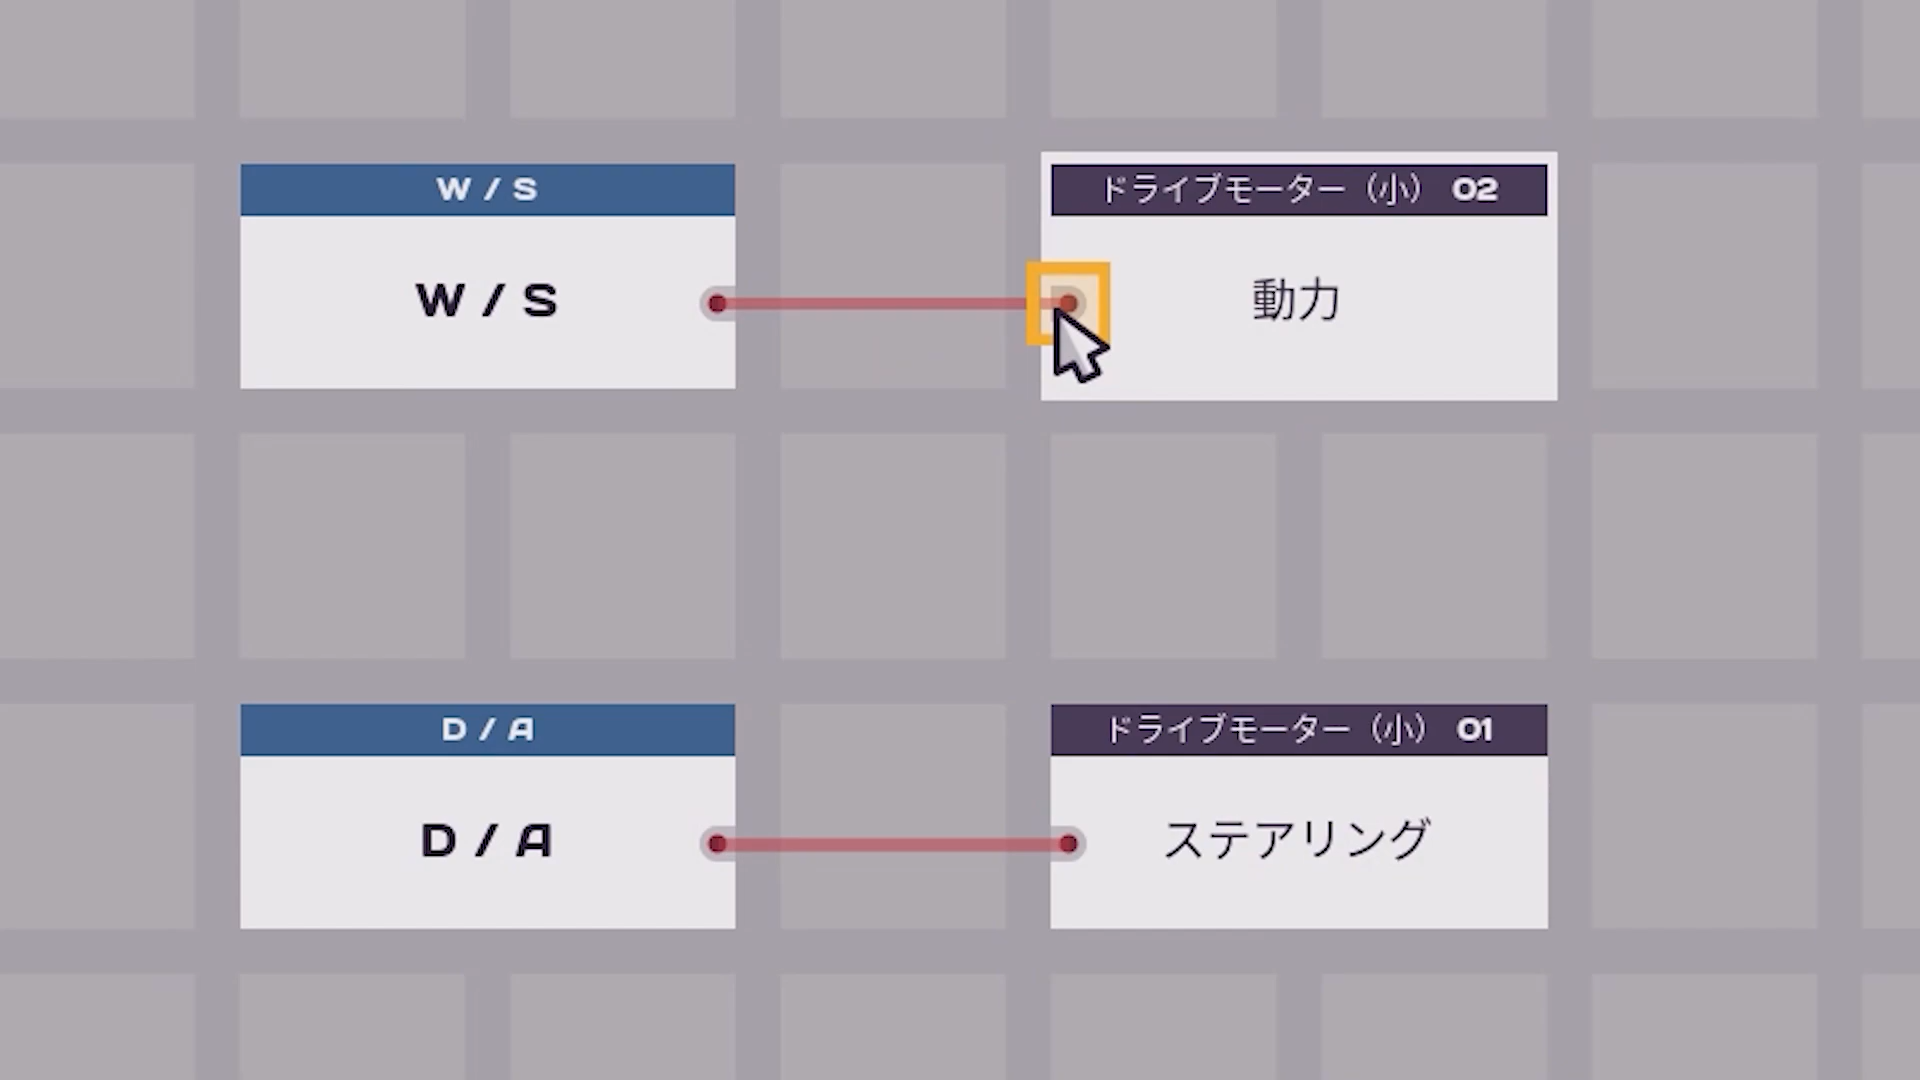 W / S
ドライブモーター（小） 02
W / S
動力
D / A
ドライブモーター（小） 01
D / A
ステアリング